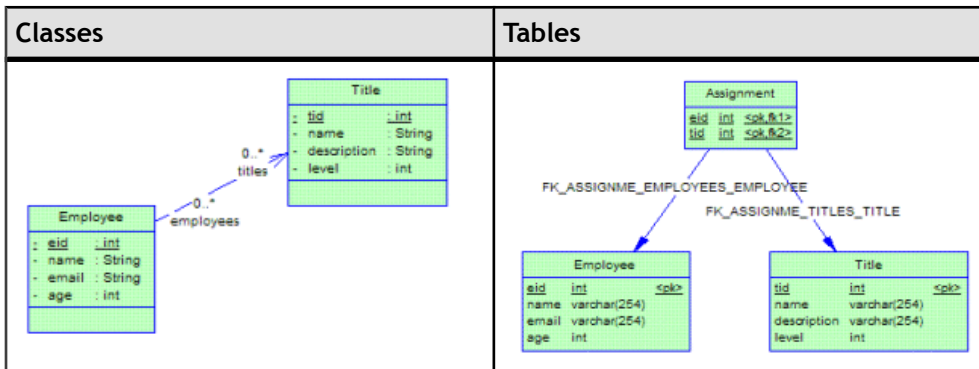 Classes
Tables
Title
- tid : int
- name : String
- description : String
- level : int
0..*
titles
0..*
employees
Employee
- eid : int
- name : String
- email : String
- age : int
Assignment
eid int <pk,fk1>
tid int <pk,fk2>
FK_ASSIGNME_EMPLOYEES_EMPLOYEE
FK_ASSIGNME_TITLES_TITLE
Employee
eid int <pk>
name varchar(254)
email varchar(254)
age int
Title
tid int <pk>
name varchar(254)
description varchar(254)
level int